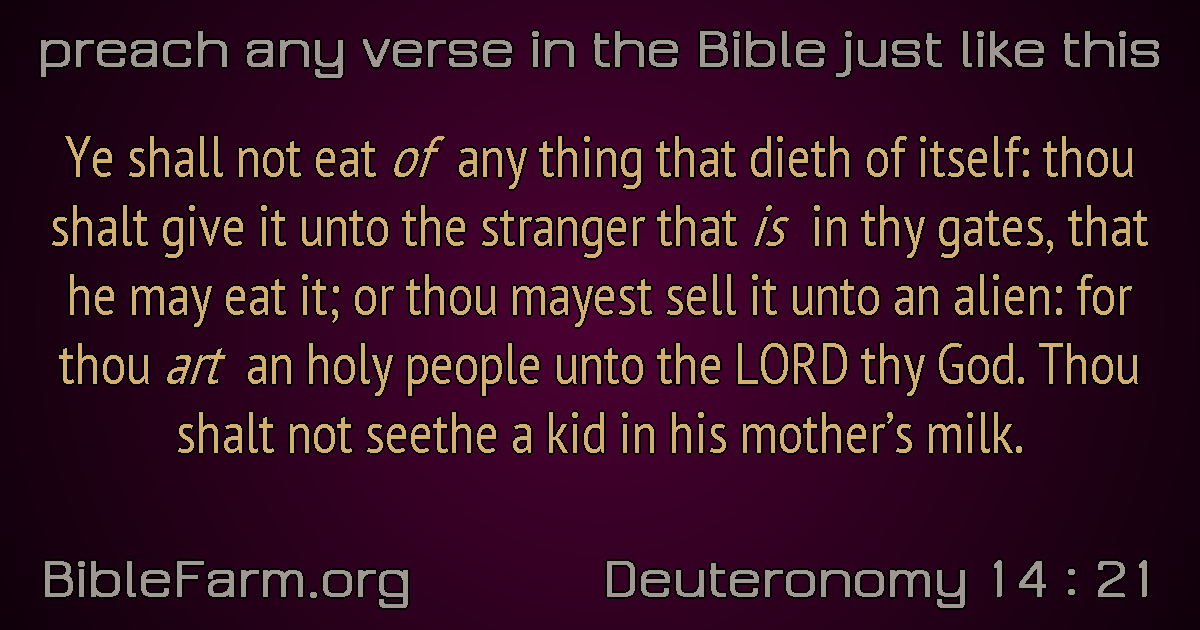 preach any verse in the Bible just like this
Ye shall not eat of any thing that dieth of itself: thou
shalt give it unto the stranger that is in thy gates, that
he may eat it; or thou mayest sell it unto an alien: for
thou art an holy people unto the LORD thy God. Thou
shalt not seethe a kid in his mother’s milk.
BibleFarm.org
Deuteronomy 14 : 21